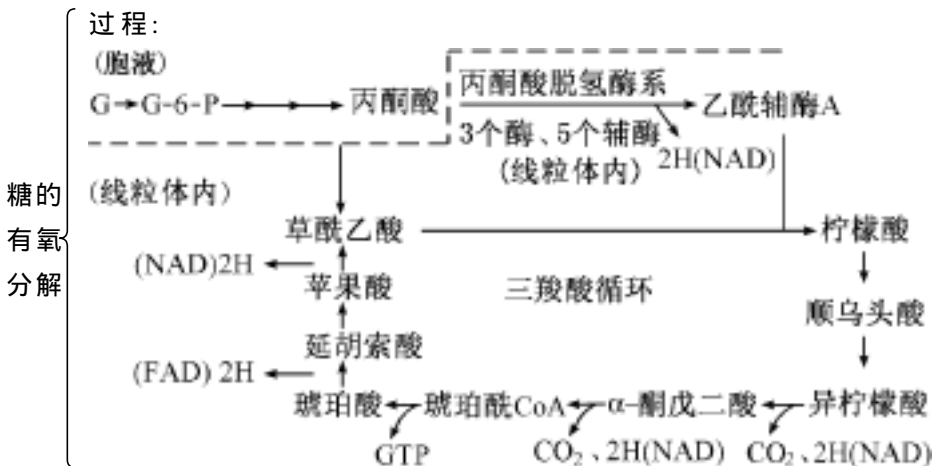 过程:
(胞液)
G→G-6-P→→→丙酮酸
丙酮酸脱氢酶系
乙酰辅酶A
3个酶、5个辅酶
(线粒体内)
2H(NAD)
糖的
有氧
分解
(线粒体内)
草酰乙酸
柠檬酸
(NAD)2H
苹果酸
三羧酸循环
顺乌头酸
延胡索酸
(FAD) 2H
琥珀酸
琥珀酰CoA
α-酮戊二酸
异柠檬酸
GTP
CO₂、2H(NAD)
CO₂、2H(NAD)